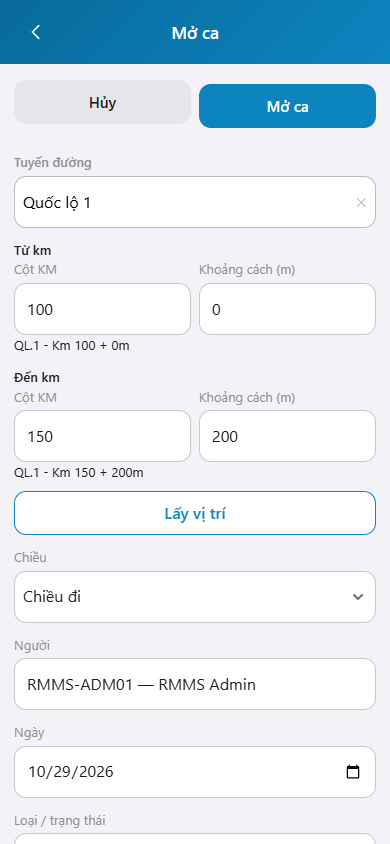 Mở ca
Hủy
Mở ca
Tuyến đường
Quốc lộ 1
Từ km
Cột KM
Khoảng cách (m)
100
0
QL.1 - Km 100 + 0m
Đến km
Cột KM
Khoảng cách (m)
150
200
QL.1 - Km 150 + 200m
Lấy vị trí
Chiều
Chiều đi
Người
RMMS-ADM01 — RMMS Admin
Ngày
10/29/2026
Loại / trạng thái